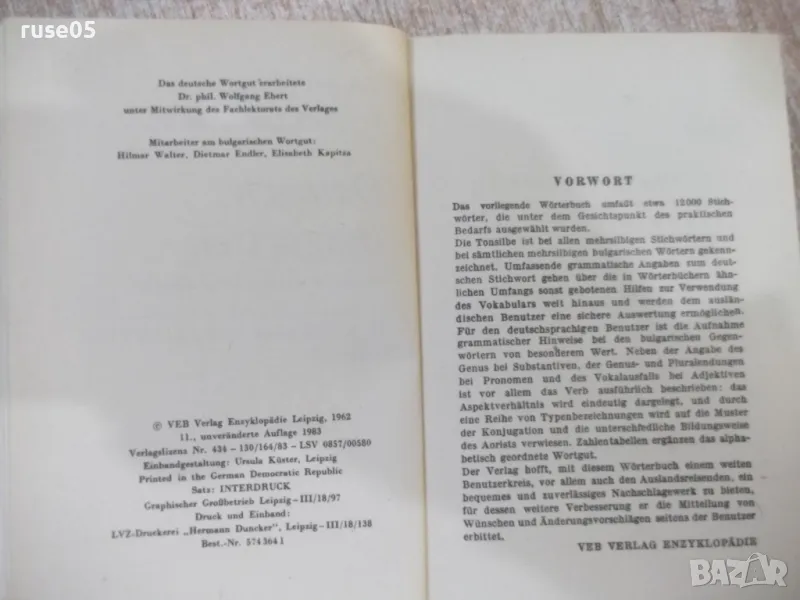 ruse05
Das deutsche Wortgut erarbeitete
Dr. phil. Wolfgang Ebert
unter Mitwirkung des Fachlektorats des Verlages
Mitarbeiter am bulgarischen Wortgut:
Hilmar Walter, Dietmar Endler, Elisabeth Kapitza
© VEB Verlag Enzyklopädie Leipzig, 1962
11., unveränderte Auflage 1983
Verlagslizenz Nr. 434 – 130/164/83 – LSV 0857/00580
Einbandgestaltung: Ursula Küster, Leipzig
Printed in the German Democratic Republic
Satz: INTERDRUCK
Graphischer Großbetrieb Leipzig – III/18/97
Druck und Einband:
LVZ-Druckerei „Hermann Duncker", Leipzig – III/18/138
Best.-Nr. 574 364 1
VORWORT
Das vorliegende Wörterbuch umfaßt etwa 12 000 Stich-
wörter, die unter dem Gesichtspunkt des praktischen
Bedarfs ausgewählt wurden.
Die Tonsilbe ist bei allen mehrsilbigen Stichwörtern und
bei sämtlichen mehrsilbigen bulgarischen Wörtern gekenn-
zeichnet. Umfassende grammatische Angaben zum deut-
schen Stichwort gehen über die in Wörterbüchern ähn-
lichen Umfangs sonst gebotenen Hilfen zur Verwendung
des Vokabulars weit hinaus und werden dem auslän-
dischen Benutzer eine sichere Auswertung ermöglichen.
Für den deutschsprachigen Benutzer ist die Aufnahme
grammatischer Hinweise bei den bulgarischen Gegen-
wörtern von besonderem Wert. Neben der Angabe des
Genus bei Substantiven, der Genus- und Pluralendungen
bei Pronomen und des Vokalausfalls bei Adjektiven
ist vor allem das Verb ausführlich beschrieben: das
Aspektverhältnis wird eindeutig dargelegt, und durch
eine Reihe von Typenbezeichnungen wird auf die Muster
der Konjugation und die unterschiedliche Bildungsweise
des Aorists verwiesen. Zahlentabellen ergänzen das alpha-
betisch geordnete Wortgut.
Der Verlag hofft, mit diesem Wörterbuch einem weiten
Benutzerkreis, vor allem auch den Auslandsreisenden, ein
bequemes und zuverlässiges Nachschlagewerk zu bieten,
für dessen weitere Verbesserung er die Mitteilung von
Wünschen und Änderungsvorschlägen seitens der Benutzer
erbittet.
VEB VERLAG ENZYKLOPÄDIE
BAZAR